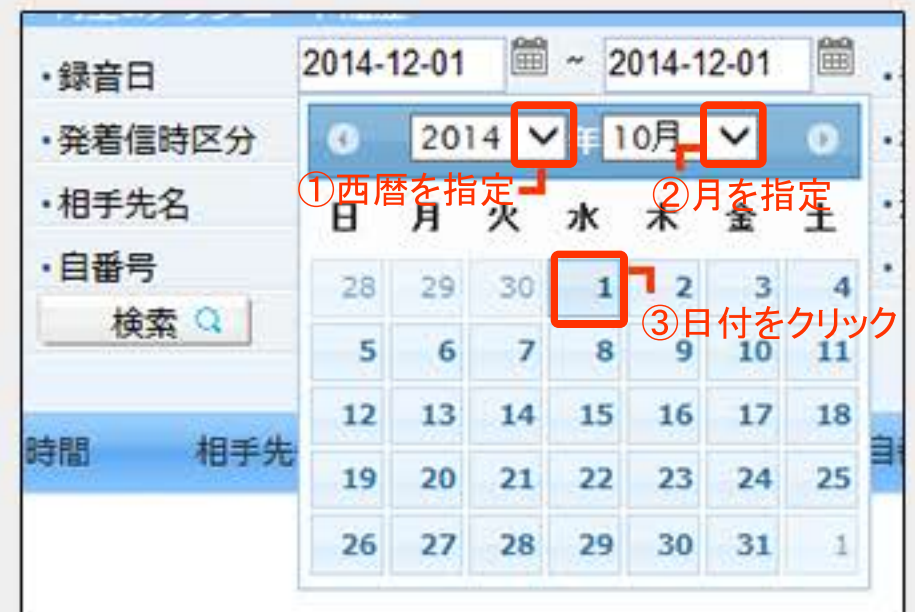 ・録音日 2014-12-01 ~ 2014-12-01
・発着信時区分 2014 年 10月
①西暦を指定 ②月を指定
・相手先名
日 月 火 水 木 金 土
・自番号
28 29 30 1 2 3 4
検索
③日付をクリック
5 6 7 8 9 10 11
12 13 14 15 16 17 18
時間 相手先
19 20 21 22 23 24 25
26 27 28 29 30 31 1